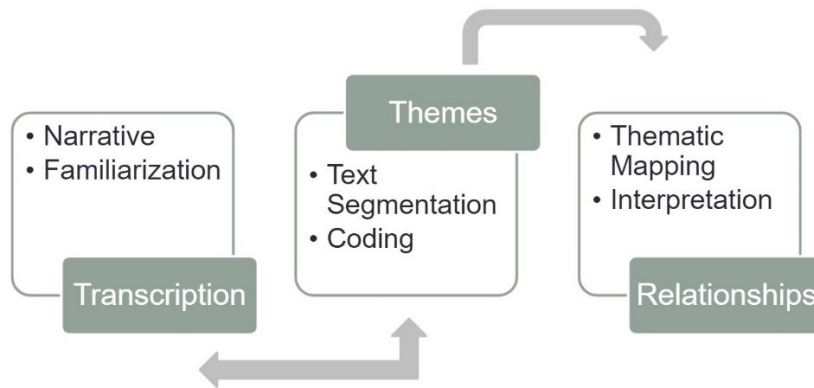 • Narrative
• Familiarization
Transcription
Themes
• Text
Segmentation
• Coding
• Thematic
Mapping
• Interpretation
Relationships